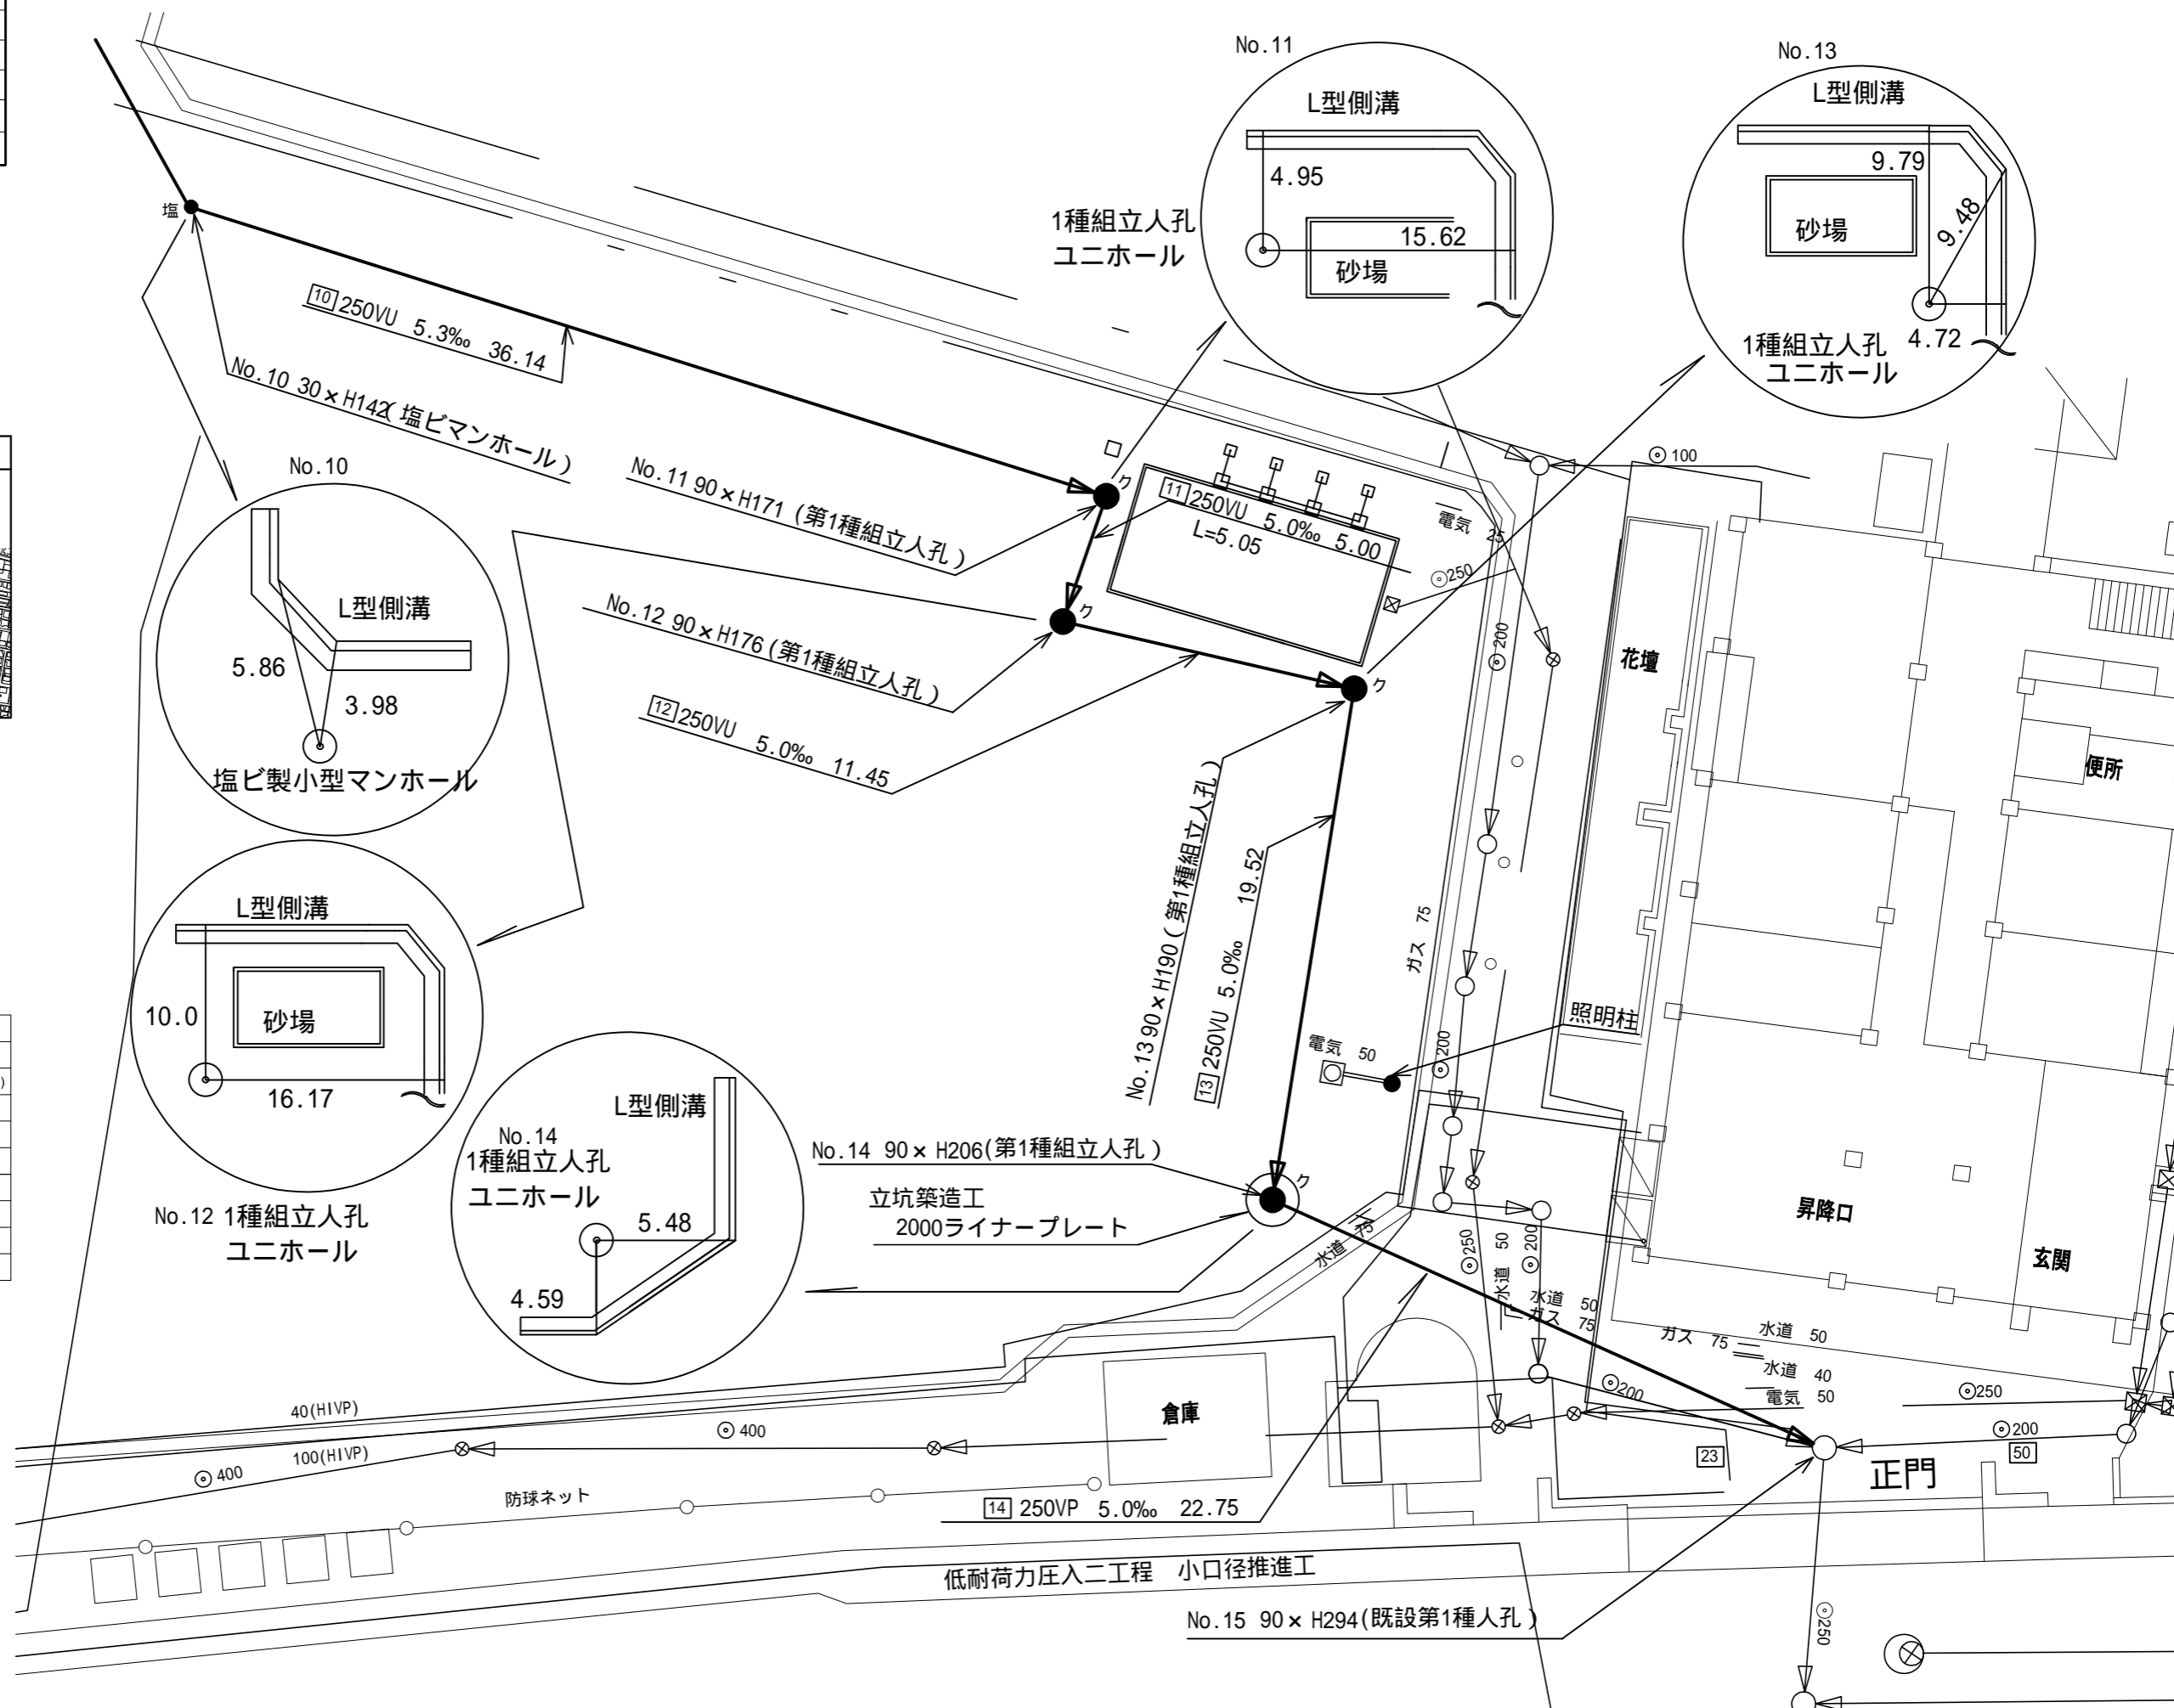 No.11
L型側溝
4.95
15.62
砂場
1種組立人孔
ユニホール
No.13
L型側溝
9.79
9.48
砂場
4.72
1種組立人孔
ユニホール
塩
10 250VU 5.3‰ 36.14
No.10 30×H142(塩ビマンホール)
No.10
L型側溝
5.86
3.98
塩ビ製小型マンホール
No.11 90×H171(第1種組立人孔)
ク
11 250VU 5.0‰ 5.00
L=5.05
No.12 90×H176(第1種組立人孔)
ク
12 250VU 5.0‰ 11.45
ク
電気 25
250
100
200
花壇
便所
No.13 90×H190(第1種組立人孔)
13 250VU 5.0‰ 19.52
ガス 75
照明柱
電気 50
200
L型側溝
10.0
砂場
16.17
No.12 1種組立人孔
ユニホール
No.14
1種組立人孔
ユニホール
L型側溝
5.48
4.59
No.14 90×H206(第1種組立人孔)
立坑築造工
2000ライナープレート
ク
水道 75
250
水道 50
200
水道 50
ガス 75
昇降口
玄関
ガス 75
水道 50
水道 40
電気 50
250
200
200
50
23
正門
40(HIVP)
100(HIVP)
400
400
倉庫
防球ネット
14 250VP 5.0‰ 22.75
低耐荷力圧入二工程 小口径推進工
No.15 90×H294(既設第1種人孔)
250